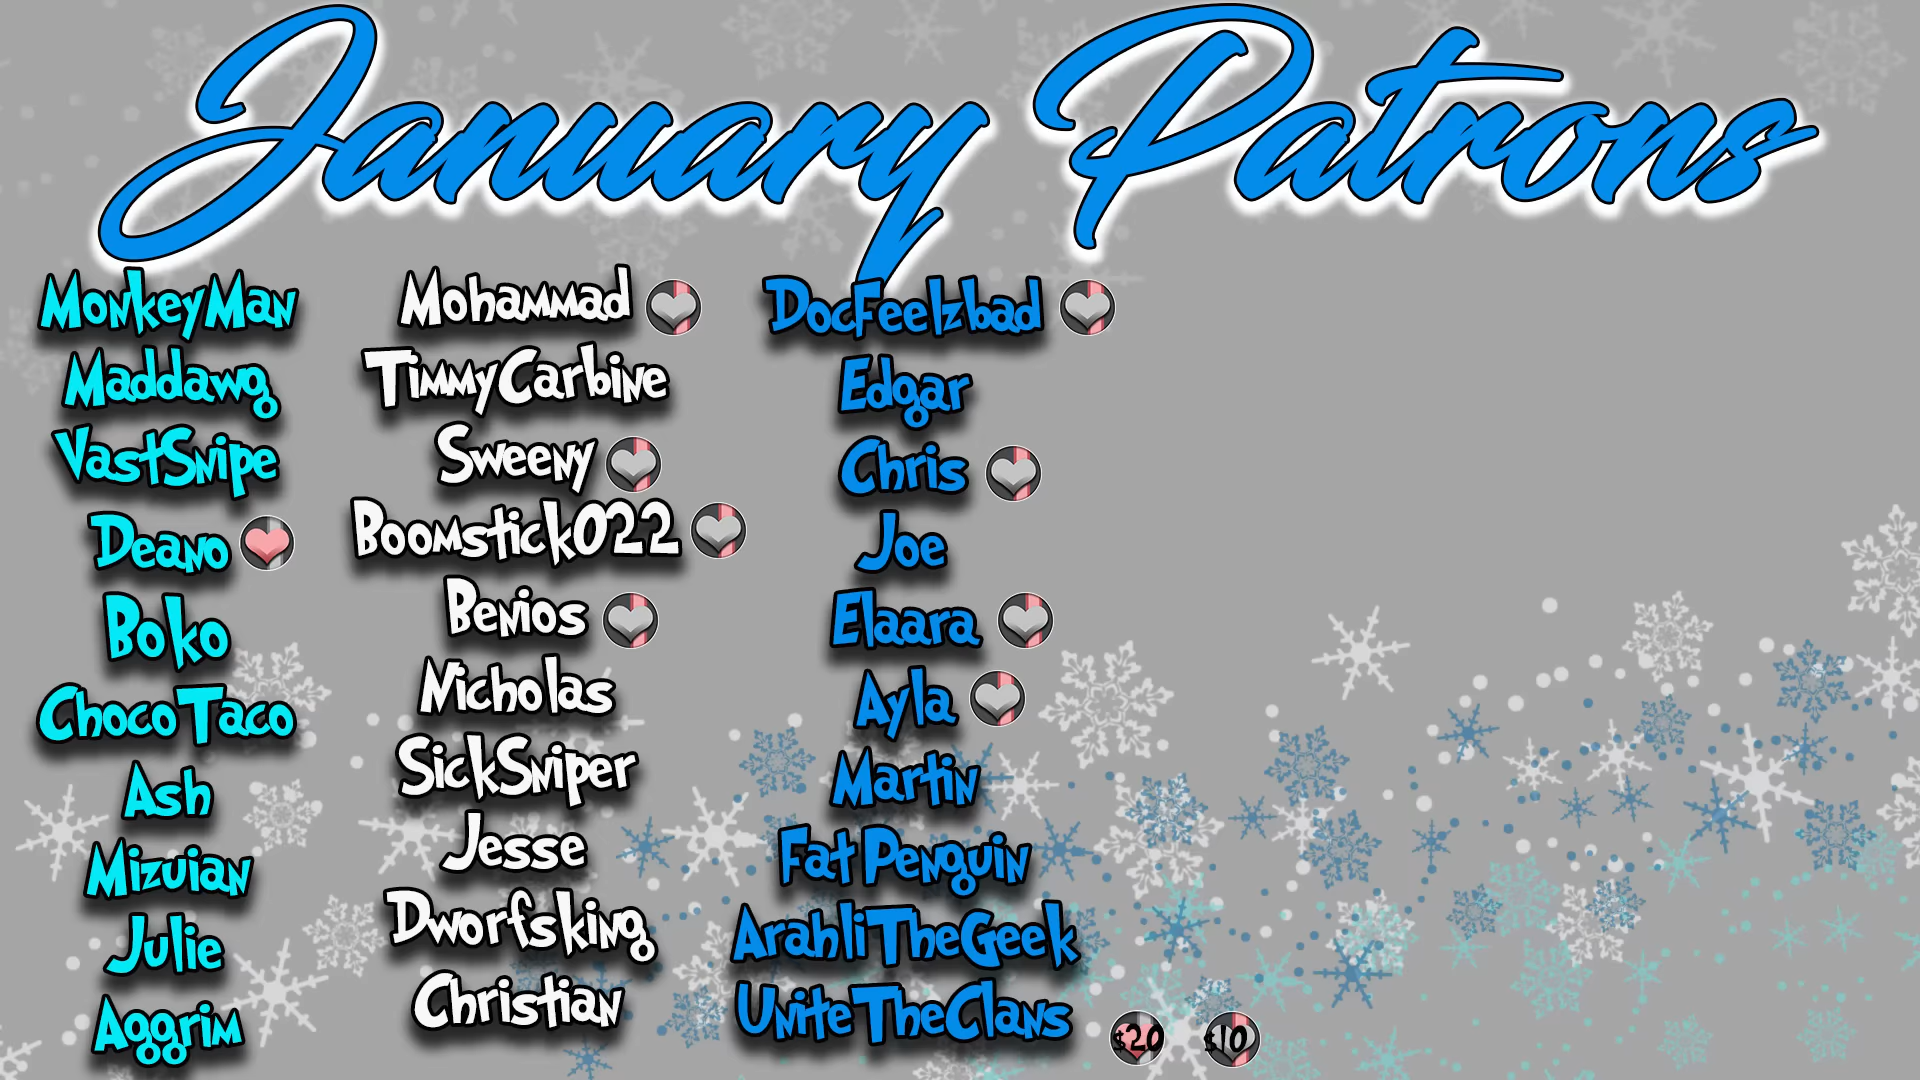 January Patrons
MonkeyMan
Maddawg
VastSnipe
Deano
Boko
ChocoTaco
Ash
Mizuian
Julie
Aggrim
Mohammad
TimmyCarbine
Sweeny
Boomstick022
Benios
Nicholas
SickSniper
Jesse
Dworfsking
Christian
DocFeelzbad
Edgar
Chris
Joe
Elaara
Ayla
Martin
Fat Penguin
ArahliTheGeek
UniteTheClans
$20 $10